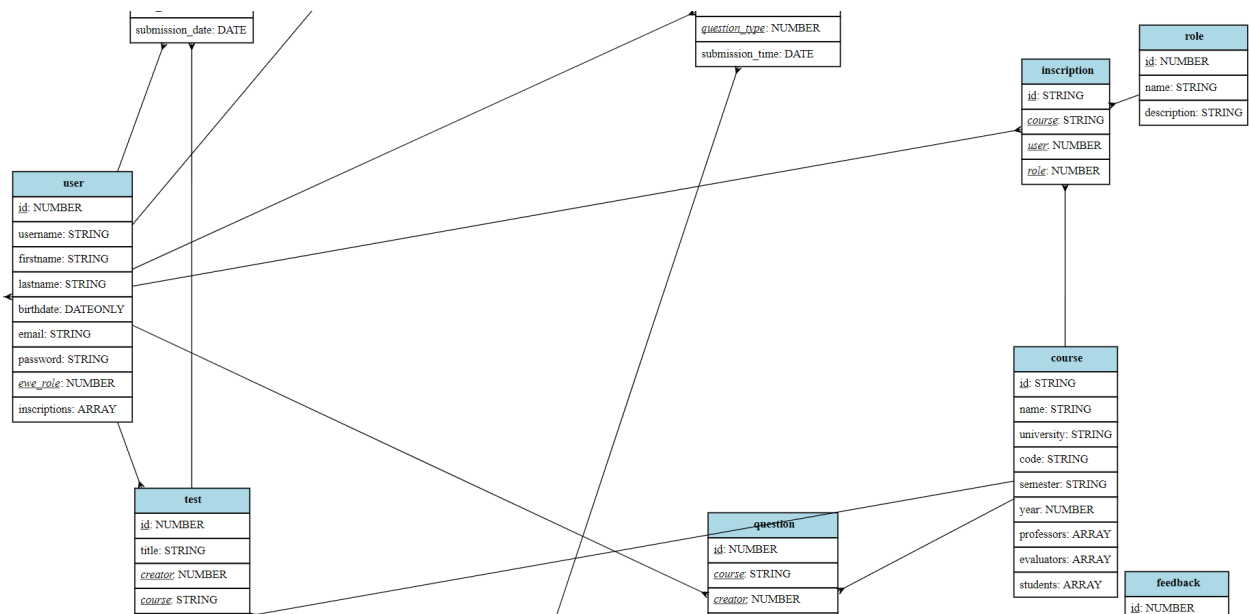 submission_date: DATE
question_type: NUMBER
submission_time: DATE
role
id: NUMBER
name: STRING
description: STRING
inscription
id: STRING
course: STRING
user: NUMBER
role: NUMBER
user
id: NUMBER
username: STRING
firstname: STRING
lastname: STRING
birthdate: DATEONLY
email: STRING
password: STRING
ewe_role: NUMBER
inscriptions: ARRAY
course
id: STRING
name: STRING
university: STRING
code: STRING
semester: STRING
year: NUMBER
professors: ARRAY
evaluators: ARRAY
students: ARRAY
test
id: NUMBER
title: STRING
creator: NUMBER
course: STRING
question
id: NUMBER
course: STRING
creator: NUMBER
feedback
id: NUMBER